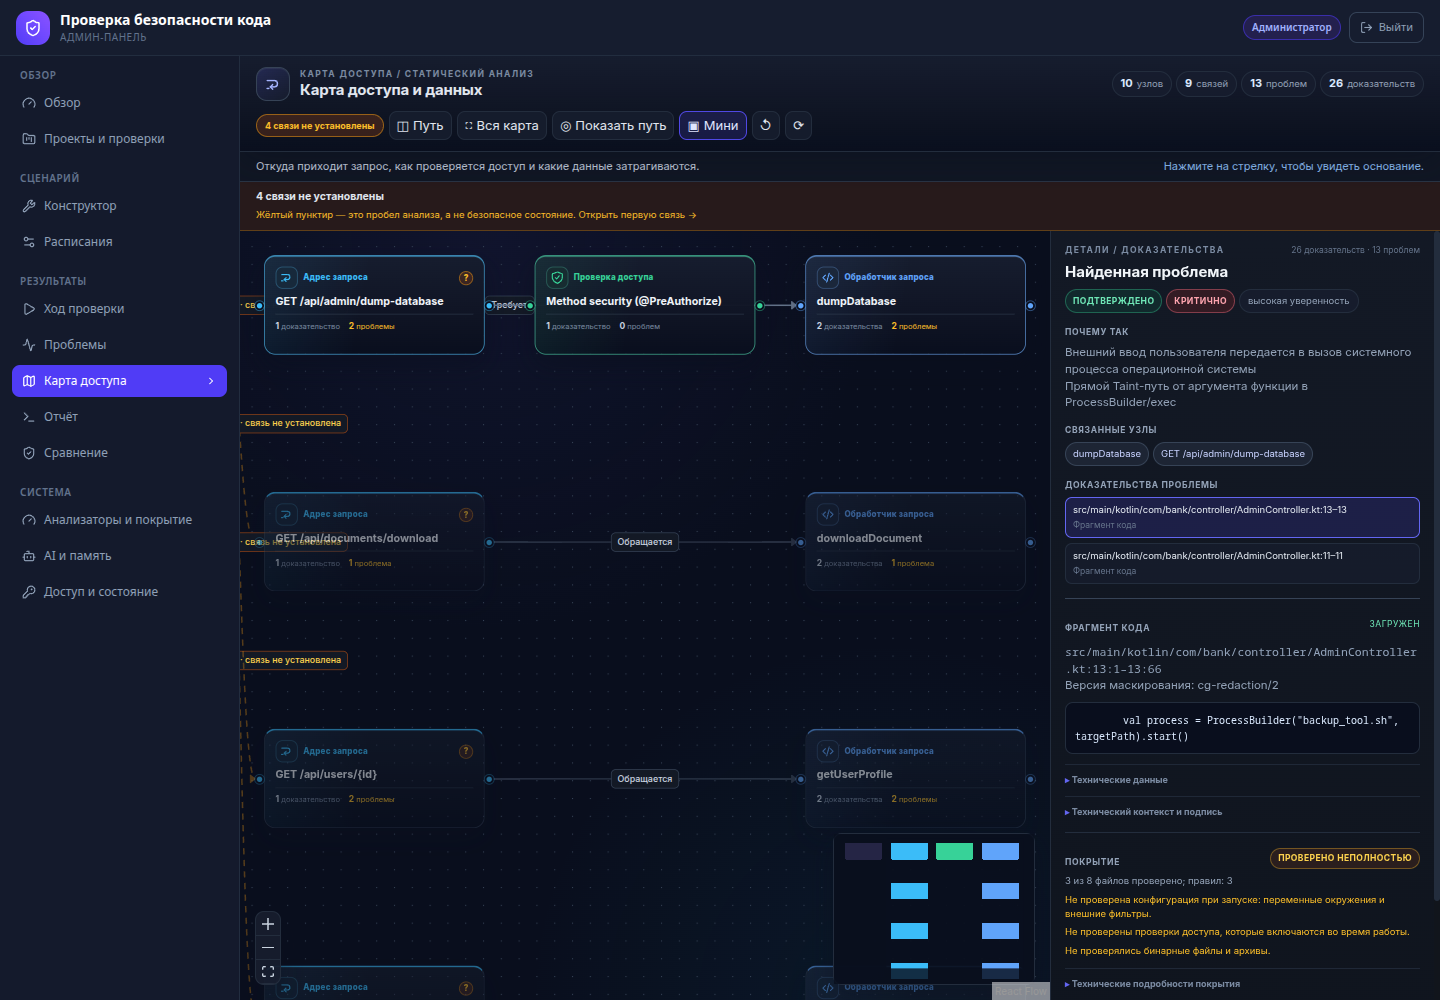 Проверка безопасности кода
АДМИН-ПАНЕЛЬ
Администратор
Выйти
ОБЗОР
Обзор
Проекты и проверки
СЦЕНАРИЙ
Конструктор
Расписания
РЕЗУЛЬТАТЫ
Ход проверки
Проблемы
Карта доступа
Отчёт
Сравнение
СИСТЕМА
Анализаторы и покрытие
AI и память
Доступ и состояние
КАРТА ДОСТУПА / СТАТИЧЕСКИЙ АНАЛИЗ
Карта доступа и данных
10 узлов
9 связей
13 проблем
26 доказательств
4 связи не установлены
Путь
Вся карта
Показать путь
Мини
Откуда приходит запрос, как проверяется доступ и какие данные затрагиваются.
Нажмите на стрелку, чтобы увидеть основание.
4 связи не установлены
Жёлтый пунктир — это пробел анализа, а не безопасное состояние. Открыть первую связь →
Адрес запроса
?
GET /api/admin/dump-database
1 доказательство 2 проблемы
· св
Требует
Проверка доступа
Method security (@PreAuthorize)
1 доказательство 0 проблем
Обработчик запроса
dumpDatabase
2 доказательства 2 проблемы
· связь не установлена
Адрес запроса
?
GET /api/documents/download
1 доказательство 1 проблема
· связь не установлена
Обращается
Обработчик запроса
downloadDocument
2 доказательства 1 проблема
· связь не установлена
Адрес запроса
?
GET /api/users/{id}
1 доказательство 2 проблемы
Обращается
Обработчик запроса
getUserProfile
2 доказательства 2 проблемы
Адрес запроса
?
Обработчик запроса
React Flow
ДЕТАЛИ / ДОКАЗАТЕЛЬСТВА
26 доказательств · 13 проблем
Найденная проблема
ПОДТВЕРЖДЕНО
КРИТИЧНО
высокая уверенность
ПОЧЕМУ ТАК
Внешний ввод пользователя передается в вызов системного
процесса операционной системы
Прямой Taint-путь от аргумента функции в
ProcessBuilder/exec
СВЯЗАННЫЕ УЗЛЫ
dumpDatabase
GET /api/admin/dump-database
ДОКАЗАТЕЛЬСТВА ПРОБЛЕМЫ
src/main/kotlin/com/bank/controller/AdminController.kt:13–13
Фрагмент кода
src/main/kotlin/com/bank/controller/AdminController.kt:11–11
Фрагмент кода
ФРАГМЕНТ КОДА
ЗАГРУЖЕН
src/main/kotlin/com/bank/controller/AdminController
.kt:13:1–13:66
Версия маскирования: cg-redaction/2
val process = ProcessBuilder("backup_tool.sh",
targetPath).start()
Технические данные
Технический контекст и подпись
ПОКРЫТИЕ
ПРОВЕРЕНО НЕПОЛНОСТЬЮ
3 из 8 файлов проверено; правил: 3
Не проверена конфигурация при запуске: переменные окружения и
внешние фильтры.
Не проверены проверки доступа, которые включаются во время работы.
Не проверялись бинарные файлы и архивы.
Технические подробности покрытия